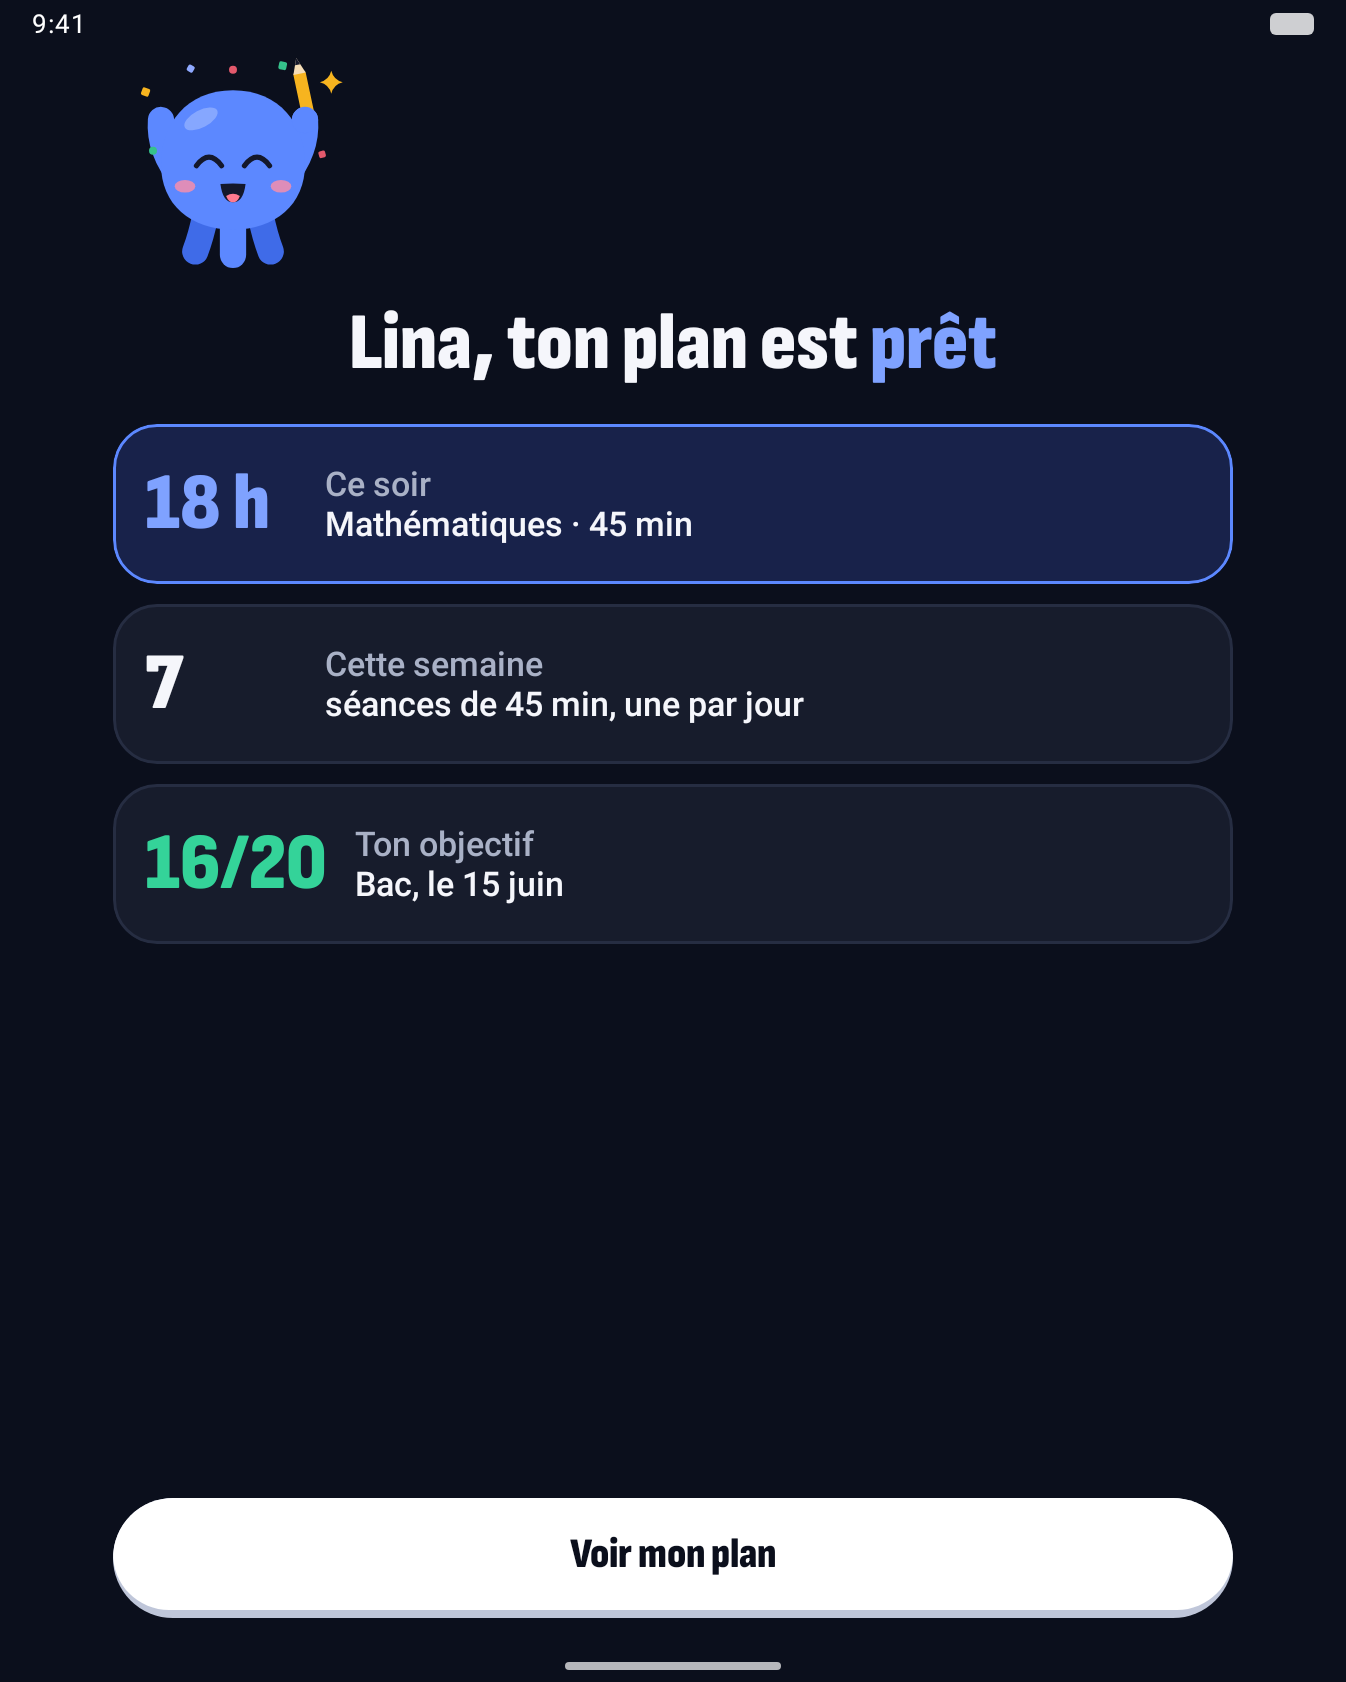 9:41
Lina, ton plan est prêt
18 h
Ce soir
Mathématiques · 45 min
7
Cette semaine
séances de 45 min, une par jour
16/20
Ton objectif
Bac, le 15 juin
Voir mon plan